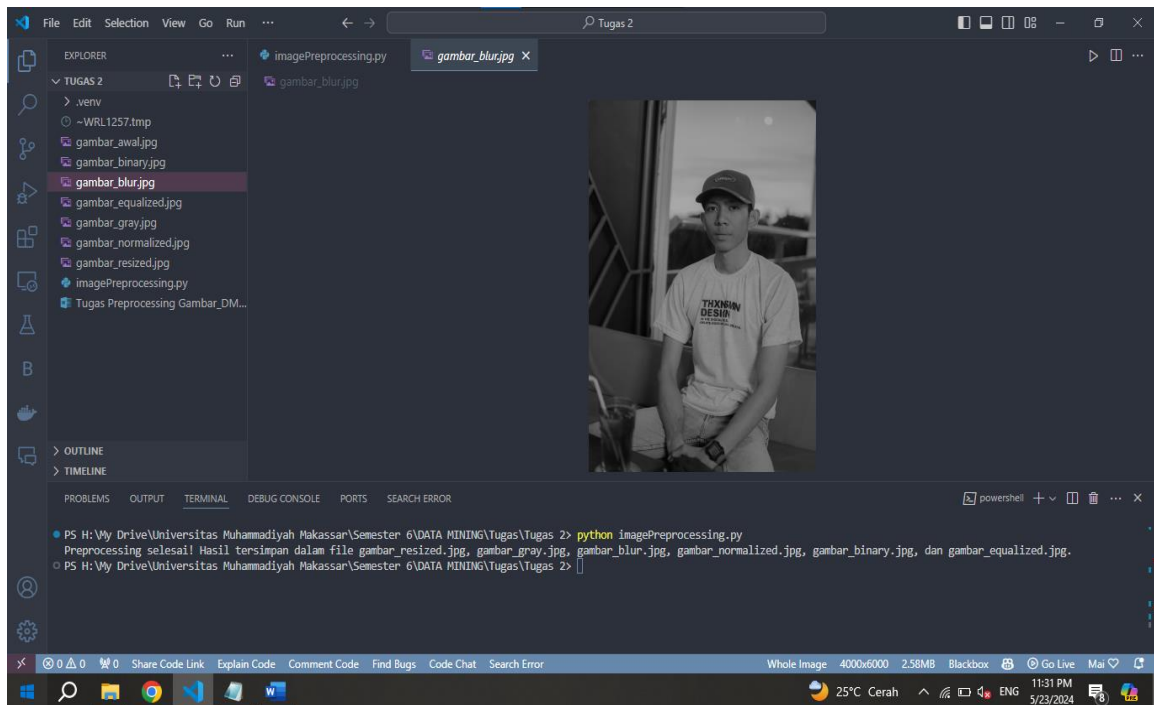 File Edit Selection View Go Run ... Tugas 2
EXPLORER ...
imagePreprocessing.py gambar_blur.jpg
TUGAS 2
gambar_blur.jpg
.venv
~WRL1257.tmp
gambar_awal.jpg
gambar_binary.jpg
gambar_blur.jpg
gambar_equalized.jpg
gambar_gray.jpg
gambar_normalized.jpg
gambar_resized.jpg
imagePreprocessing.py
Tugas Preprocessing Gambar_DM...
DESIGN
OUTLINE
TIMELINE
PROBLEMS OUTPUT TERMINAL DEBUG CONSOLE PORTS SEARCH ERROR powershell
PS H:\My Drive\Universitas Muhammadiyah Makassar\Semester 6\DATA MINING\Tugas\Tugas 2> python imagePreprocessing.py
Preprocessing selesai! Hasil tersimpan dalam file gambar_resized.jpg, gambar_gray.jpg, gambar_blur.jpg, gambar_normalized.jpg, gambar_binary.jpg, dan gambar_equalized.jpg.
PS H:\My Drive\Universitas Muhammadiyah Makassar\Semester 6\DATA MINING\Tugas\Tugas 2>
0 0 0 Share Code Link Explain Code Comment Code Find Bugs Code Chat Search Error Whole Image 4000x6000 2.58MB Blackbox Go Live Mai
25°C Cerah ENG 11:31 PM
5/23/2024 8